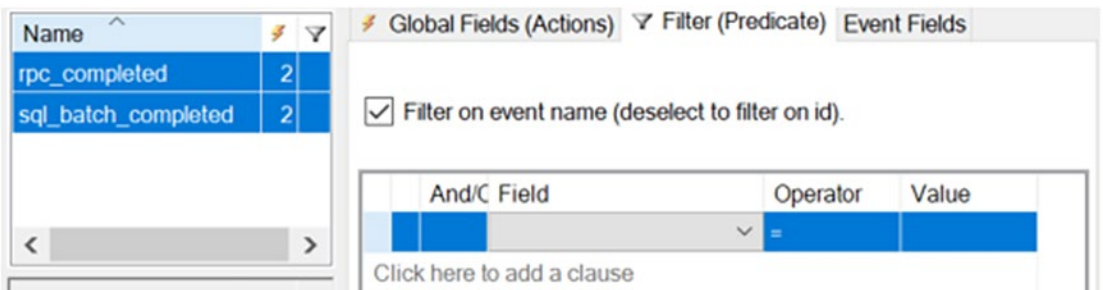 Name
Global Fields (Actions) Filter (Predicate) Event Fields
rpc_completed 2
sql_batch_completed 2
Filter on event name (deselect to filter on id).
And/C Field Operator Value
=
Click here to add a clause